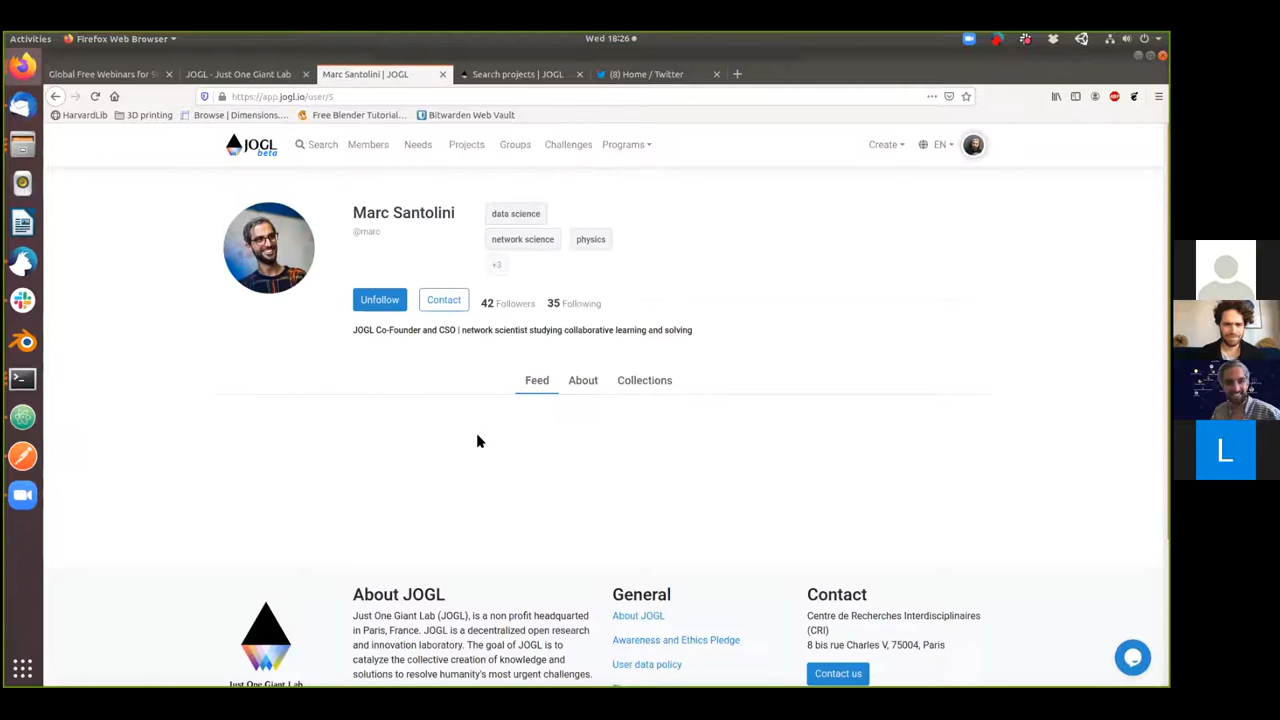 Activities
Firefox Web Browser
Wed 18:26
JOGL - Just One Giant Lab
Marc Santolini | JOGL
Search projects | JOGL
(8) Home / Twitter
https://app.jogl.io/user/5
HarvardLib
3D printing
Browse | Dimensions....
Free Blender Tutorial...
Bitwarden Web Vault
JOGL beta
Search
Members
Needs
Projects
Groups
Challenges
Programs
Create
EN
Marc Santolini
@marc
data science
network science
physics
+3
Unfollow
Contact
42 Followers
35 Following
JOGL Co-Founder and CSO | network scientist studying collaborative learning and solving
Feed
About
Collections
About JOGL
Just One Giant Lab (JOGL), is a non profit headquarted
in Paris, France. JOGL is a decentralized open research
and innovation laboratory. The goal of JOGL is to
catalyze the collective creation of knowledge and
solutions to resolve humanity's most urgent challenges.
General
About JOGL
Awareness and Ethics Pledge
User data policy
Contact
Centre de Recherches Interdisciplinaires
(CRI)
8 bis rue Charles V, 75004, Paris
Contact us
Just One Giant Lab
L